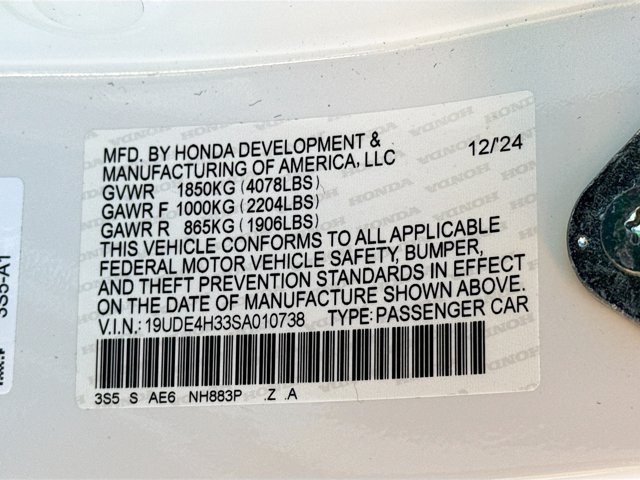 MFD. BY HONDA DEVELOPMENT &
MANUFACTURING OF AMERICA, LLC 12/'24
GVWR 1850KG (4078LBS)
GAWR F 1000KG (2204LBS)
GAWR R 865KG (1906LBS)
THIS VEHICLE CONFORMS TO ALL APPLICABLE
FEDERAL MOTOR VEHICLE SAFETY, BUMPER,
AND THEFT PREVENTION STANDARDS IN EFFECT
ON THE DATE OF MANUFACTURE SHOWN ABOVE.
V.I.N.: 19UDE4H33SA010738 TYPE: PASSENGER CAR
3S5 S AE6 NH883P .Z .A
3S5-A1